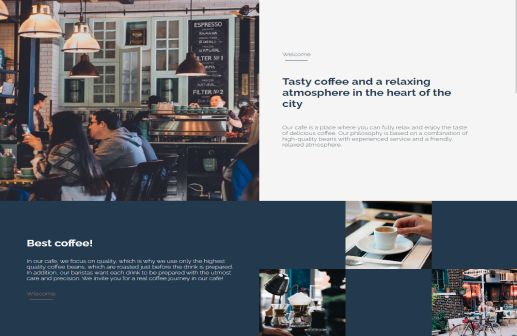 ESPRESSO
FILTER Nº1
FILTER Nº2
Welcome
Tasty coffee and a relaxing
atmosphere in the heart of the
city
Our cafe is a place where you can fully relax and enjoy the taste
of delicious coffee. Our philosophy is based on a combination of
high-quality beans with experienced service and a friendly,
relaxed atmosphere.
Best coffee!
In our cafe, we focus on quality, which is why we use only the highest
quality coffee beans, which are roasted just before the drink is prepared.
In addition, our baristas want each drink to be prepared with the utmost
care and precision. We invite you for a real coffee journey in our cafe!
Welcome